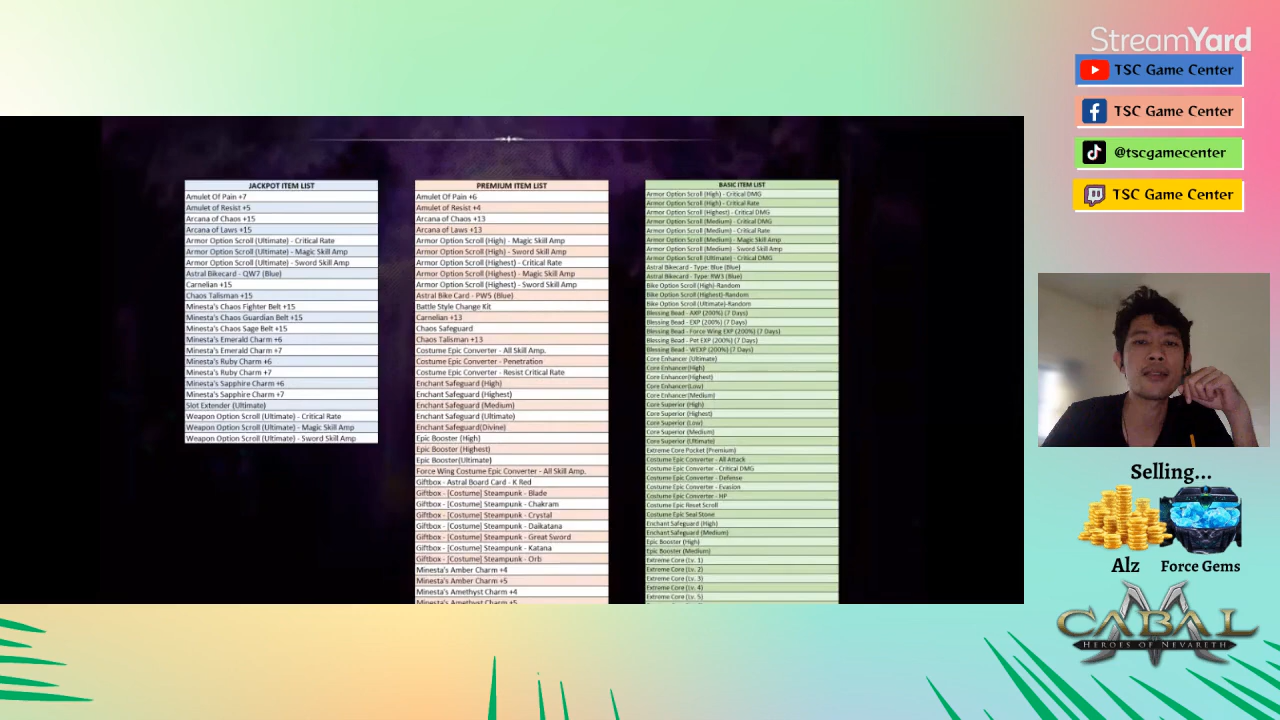 StreamYard
TSC Game Center
TSC Game Center
@tscgamecenter
TSC Game Center
JACKPOT ITEM LIST
Amulet Of Pain +7
Amulet of Resist +5
Arcana of Chaos +15
Arcana of Laws +15
Armor Option Scroll (Ultimate) - Critical Rate
Armor Option Scroll (Ultimate) - Magic Skill Amp
Armor Option Scroll (Ultimate) - Sword Skill Amp
Astral Bikecard - QW7 (Blue)
Carnelian +15
Chaos Talisman +15
Minesta's Chaos Fighter Belt +15
Minesta's Chaos Guardian Belt +15
Minesta's Chaos Sage Belt +15
Minesta's Emerald Charm +6
Minesta's Emerald Charm +7
Minesta's Ruby Charm +6
Minesta's Ruby Charm +7
Minesta's Sapphire Charm +6
Minesta's Sapphire Charm +7
Slot Extender (Ultimate)
Weapon Option Scroll (Ultimate) - Critical Rate
Weapon Option Scroll (Ultimate) - Magic Skill Amp
Weapon Option Scroll (Ultimate) - Sword Skill Amp
PREMIUM ITEM LIST
Amulet Of Pain +6
Amulet of Resist +4
Arcana of Chaos +13
Arcana of Laws +13
Armor Option Scroll (High) - Magic Skill Amp
Armor Option Scroll (High) - Sword Skill Amp
Armor Option Scroll (Highest) - Critical Rate
Armor Option Scroll (Highest) - Magic Skill Amp
Armor Option Scroll (Highest) - Sword Skill Amp
Astral Bike Card - PW5 (Blue)
Battle Style Change Kit
Carnelian +13
Chaos Safeguard
Chaos Talisman +13
Costume Epic Converter - All Skill Amp.
Costume Epic Converter - Penetration
Costume Epic Converter - Resist Critical Rate
Enchant Safeguard (High)
Enchant Safeguard (Highest)
Enchant Safeguard (Medium)
Enchant Safeguard (Ultimate)
Enchant Safeguard(Divine)
Epic Booster (High)
Epic Booster (Highest)
Epic Booster(Ultimate)
Force Wing Costume Epic Converter - All Skill Amp.
Giftbox - Astral Board Card - K Red
Giftbox - [Costume] Steampunk - Blade
Giftbox - [Costume] Steampunk - Chakram
Giftbox - [Costume] Steampunk - Crystal
Giftbox - [Costume] Steampunk - Daikatana
Giftbox - [Costume] Steampunk - Great Sword
Giftbox - [Costume] Steampunk - Katana
Giftbox - [Costume] Steampunk - Orb
Minesta's Amber Charm +4
Minesta's Amber Charm +5
Minesta's Amethyst Charm +4
Minesta's Amethyst Charm +5
BASIC ITEM LIST
Armor Option Scroll (High) - Critical DMG
Armor Option Scroll (High) - Critical Rate
Armor Option Scroll (Highest) - Critical DMG
Armor Option Scroll (Medium) - Critical DMG
Armor Option Scroll (Medium) - Critical Rate
Armor Option Scroll (Medium) - Magic Skill Amp
Armor Option Scroll (Medium) - Sword Skill Amp
Armor Option Scroll (Ultimate) - Critical DMG
Astral Bikecard - Type: Blue (Blue)
Astral Bikecard - Type: RW3 (Blue)
Bike Option Scroll (High)-Random
Bike Option Scroll (Highest)-Random
Bike Option Scroll (Ultimate)-Random
Blessing Bead - AXP (200%) (7 Days)
Blessing Bead - EXP (200%) (7 Days)
Blessing Bead - Force Wing EXP (200%) (7 Days)
Blessing Bead - Pet EXP (200%) (7 Days)
Blessing Bead - WEXP (200%) (7 Days)
Core Enhancer (Ultimate)
Core Enhancer(High)
Core Enhancer(Highest)
Core Enhancer(Low)
Core Enhancer(Medium)
Core Superior (High)
Core Superior (Highest)
Core Superior (Low)
Core Superior (Medium)
Core Superior (Ultimate)
Extreme Core Pocket (Premium)
Costume Epic Converter - All Attack
Costume Epic Converter - Critical DMG
Costume Epic Converter - Defense
Costume Epic Converter - Evasion
Costume Epic Converter - HP
Costume Epic Reset Scroll
Costume Epic Seal Stone
Enchant Safeguard (High)
Enchant Safeguard (Medium)
Epic Booster (High)
Epic Booster (Medium)
Extreme Core (Lv. 1)
Extreme Core (Lv. 2)
Extreme Core (Lv. 3)
Extreme Core (Lv. 4)
Extreme Core (Lv. 5)
Selling...
Alz
Force Gems
CABAL
HEROES OF NEVARETH